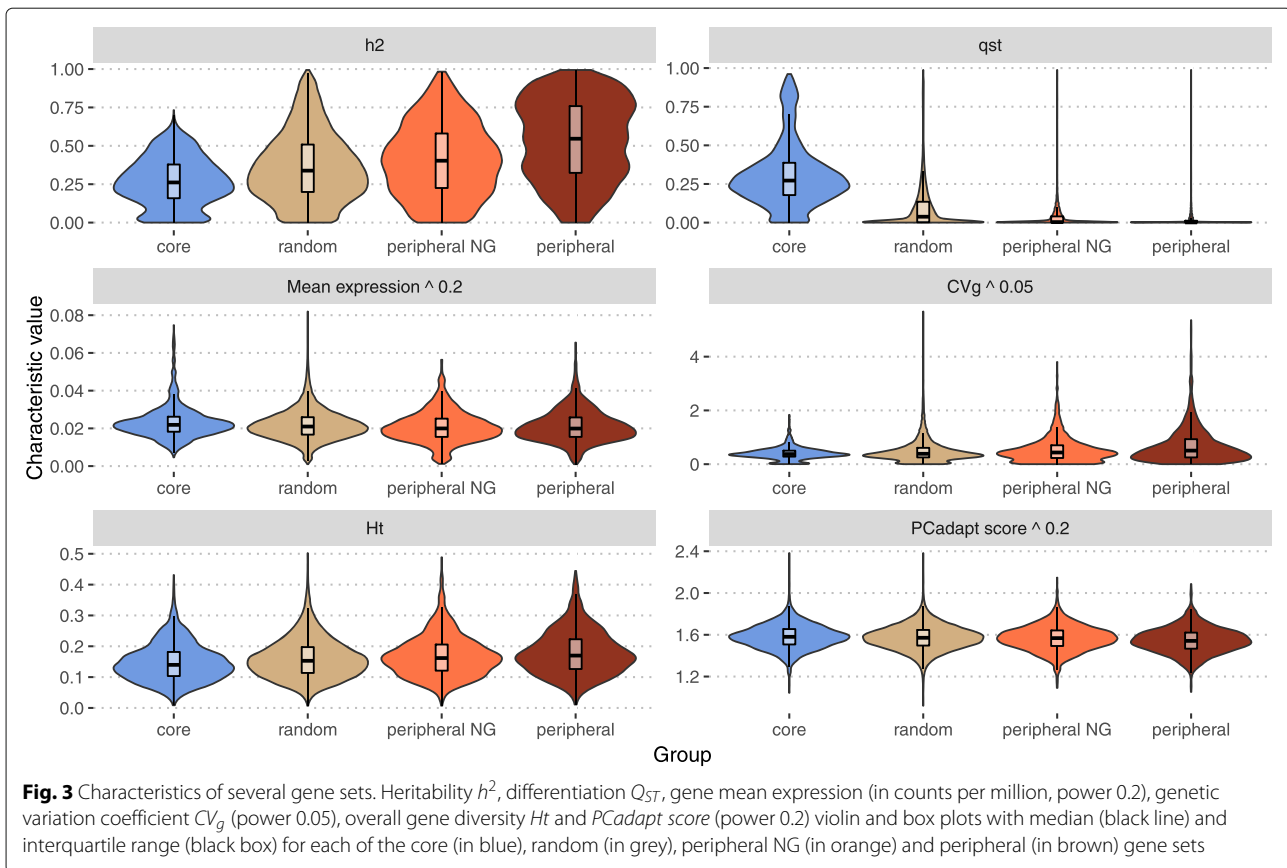 h2
qst
1.00
0.75
0.50
0.25
0.00
core random peripheral NG peripheral
1.00
0.75
0.50
0.25
0.00
core random peripheral NG peripheral
Characteristic value
Mean expression ^ 0.2
CVg ^ 0.05
0.08
0.06
0.04
0.02
0.00
core random peripheral NG peripheral
4
2
0
core random peripheral NG peripheral
Ht
PCadapt score ^ 0.2
0.5
0.4
0.3
0.2
0.1
0.0
core random peripheral NG peripheral
2.4
2.0
1.6
1.2
core random peripheral NG peripheral
Group
Fig. 3 Characteristics of several gene sets. Heritability h², differentiation Q_ST, gene mean expression (in counts per million, power 0.2), genetic
variation coefficient CV_g (power 0.05), overall gene diversity Ht and PCadapt score (power 0.2) violin and box plots with median (black line) and
interquartile range (black box) for each of the core (in blue), random (in grey), peripheral NG (in orange) and peripheral (in brown) gene sets